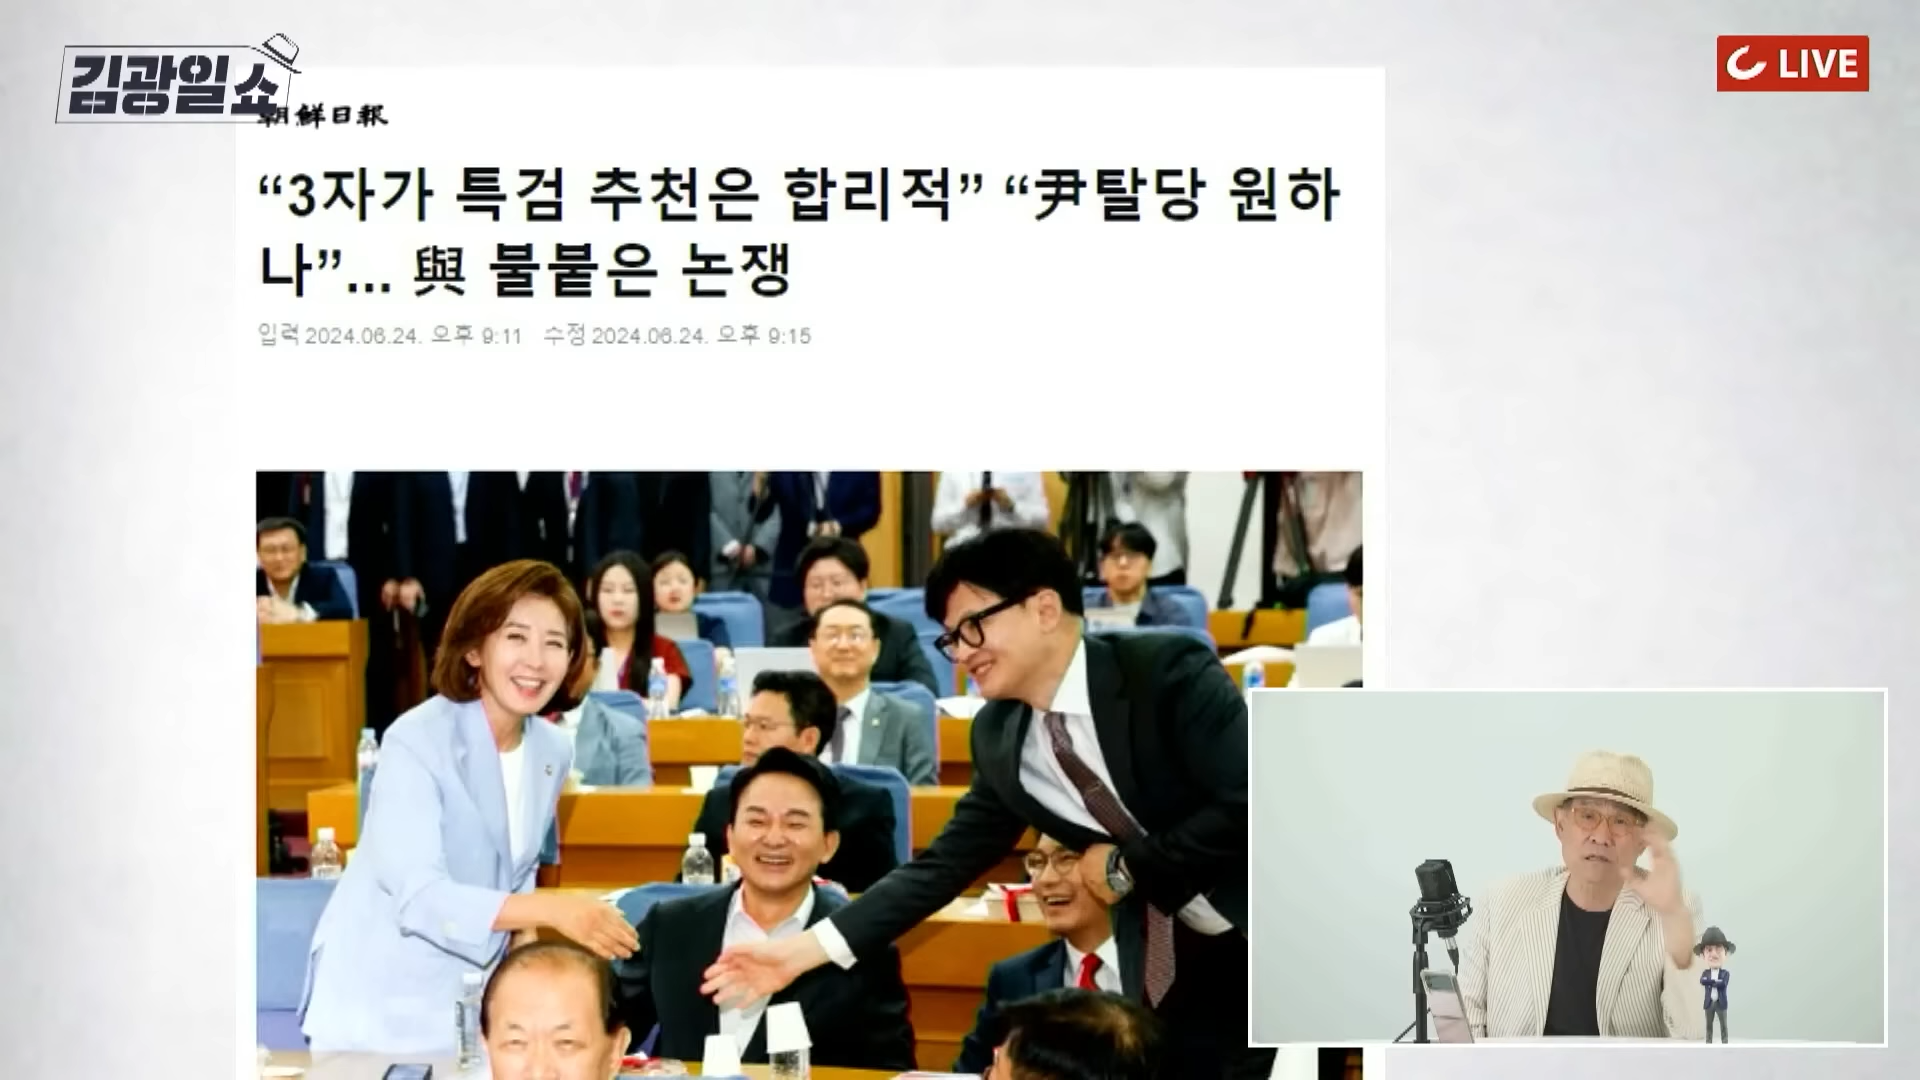 김광일쇼
LIVE
朝鮮日報
“3자가 특검 추천은 합리적” “尹탈당 원하
나”... 與 불붙은 논쟁
입력 2024.06.24. 오후 9:11 수정 2024.06.24. 오후 9:15